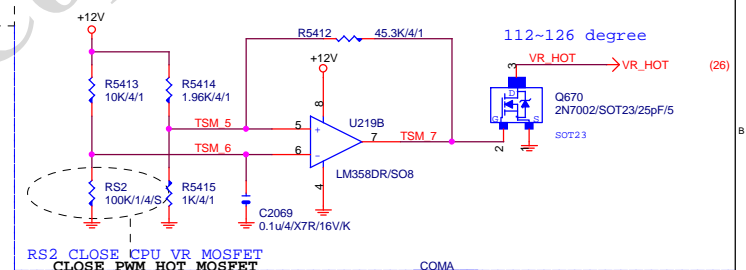 +12V
R5412
45.3K/4/1
112~126 degree
+12V
VR_HOT
VR_HOT
(26)
3
R5413
10K/4/1
R5414
1.96K/4/1
D
G
S
Q670
2N7002/SOT23/25pF/5
SOT23
8
U219B
TSM_5
5
+
7
TSM_7
TSM_6
6
-
2
1
B
LM358DR/SO8
4
RS2
100K/1/4/S
R5415
1K/4/1
C2069
0.1u/4/X7R/16V/K
RS2 CLOSE CPU VR MOSFET
CLOSE PWM HOT MOSFET
COMA